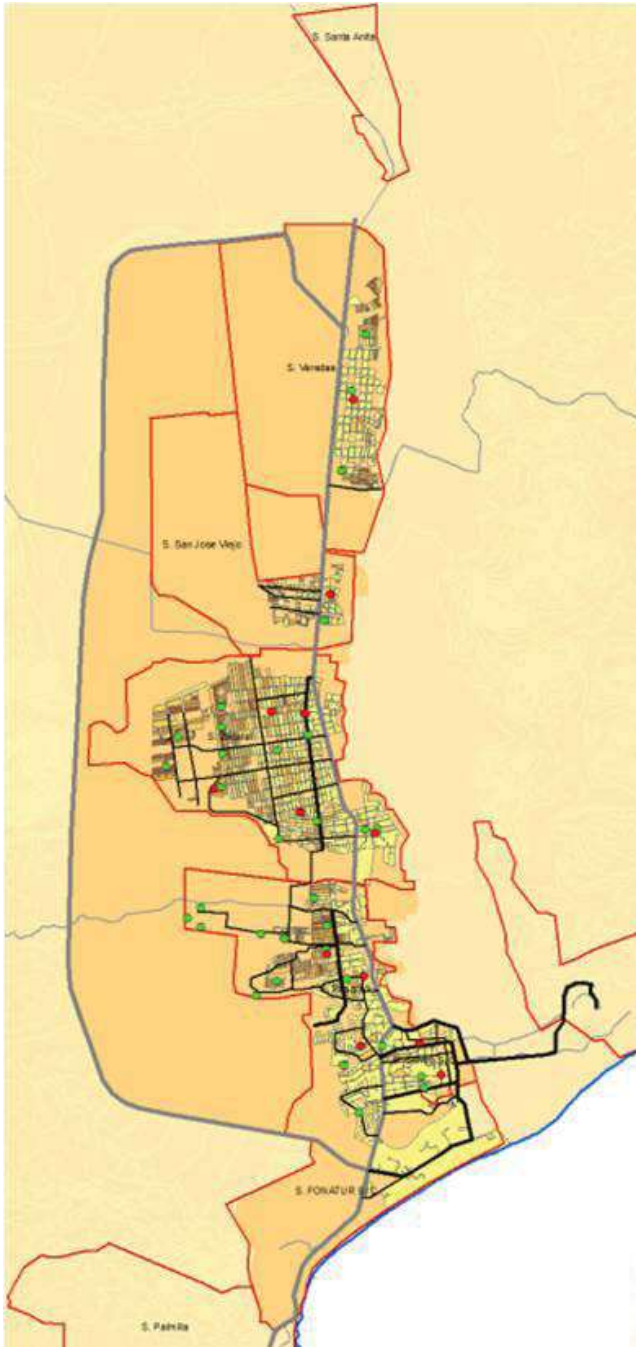 S. Santa Anita
S. Veredas
S. San Jose Viejo
S. FONATUR
S. Palmilla